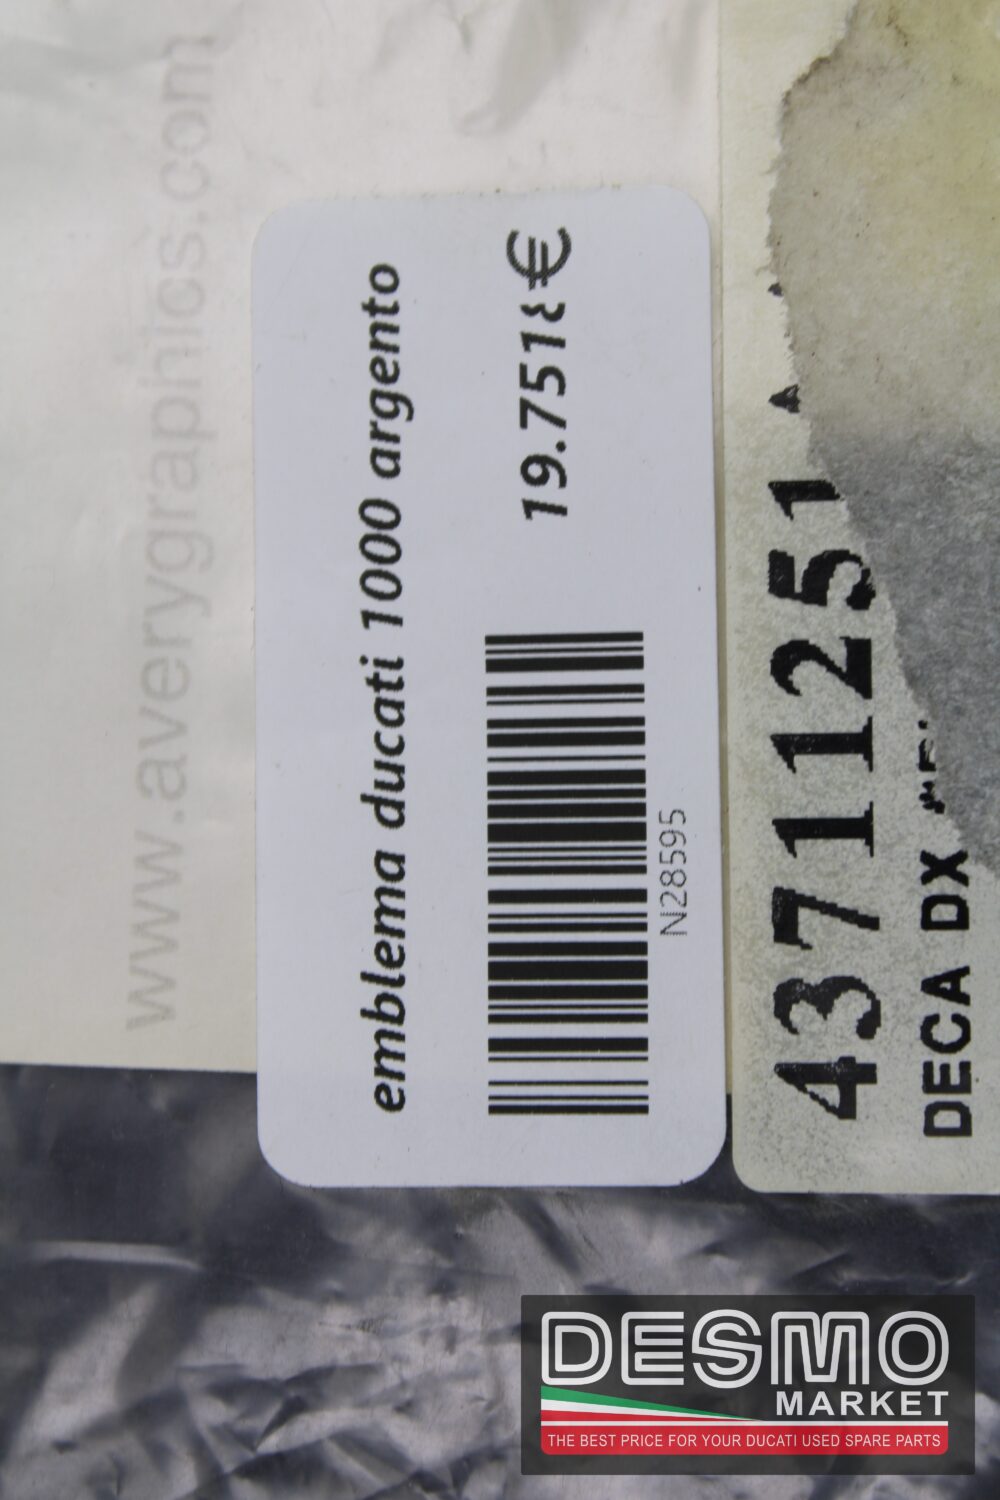 www.averygraphics.com
emblema ducati 1000 argento
19.751
N28595
43711251
DECA DX
DESMO
MARKET
THE BEST PRICE FOR YOUR DUCATI USED SPARE PARTS